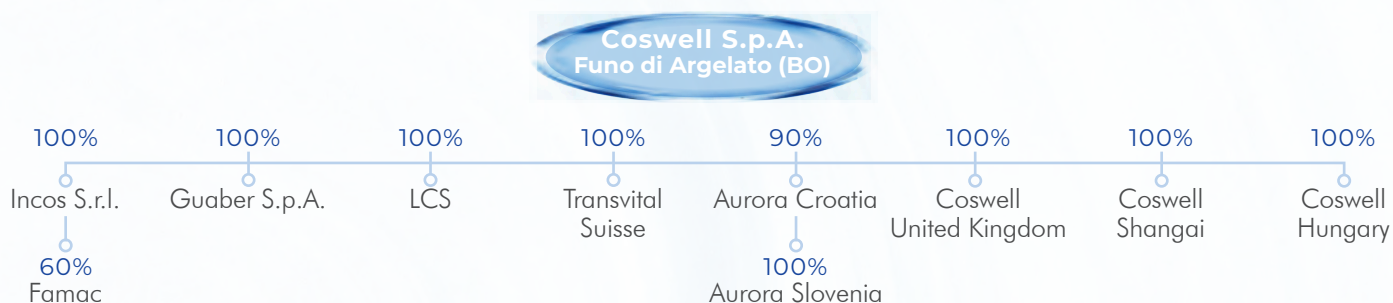 Coswell S.p.A.
Funo di Argelato (BO)
100% 100% 100% 100% 90% 100% 100% 100%
Incos S.r.l. Guaber S.p.A. LCS Transvital Aurora Croatia Coswell Coswell Coswell
Suisse United Kingdom Shangai Hungary
60% 100%
Famac Aurora Slovenia